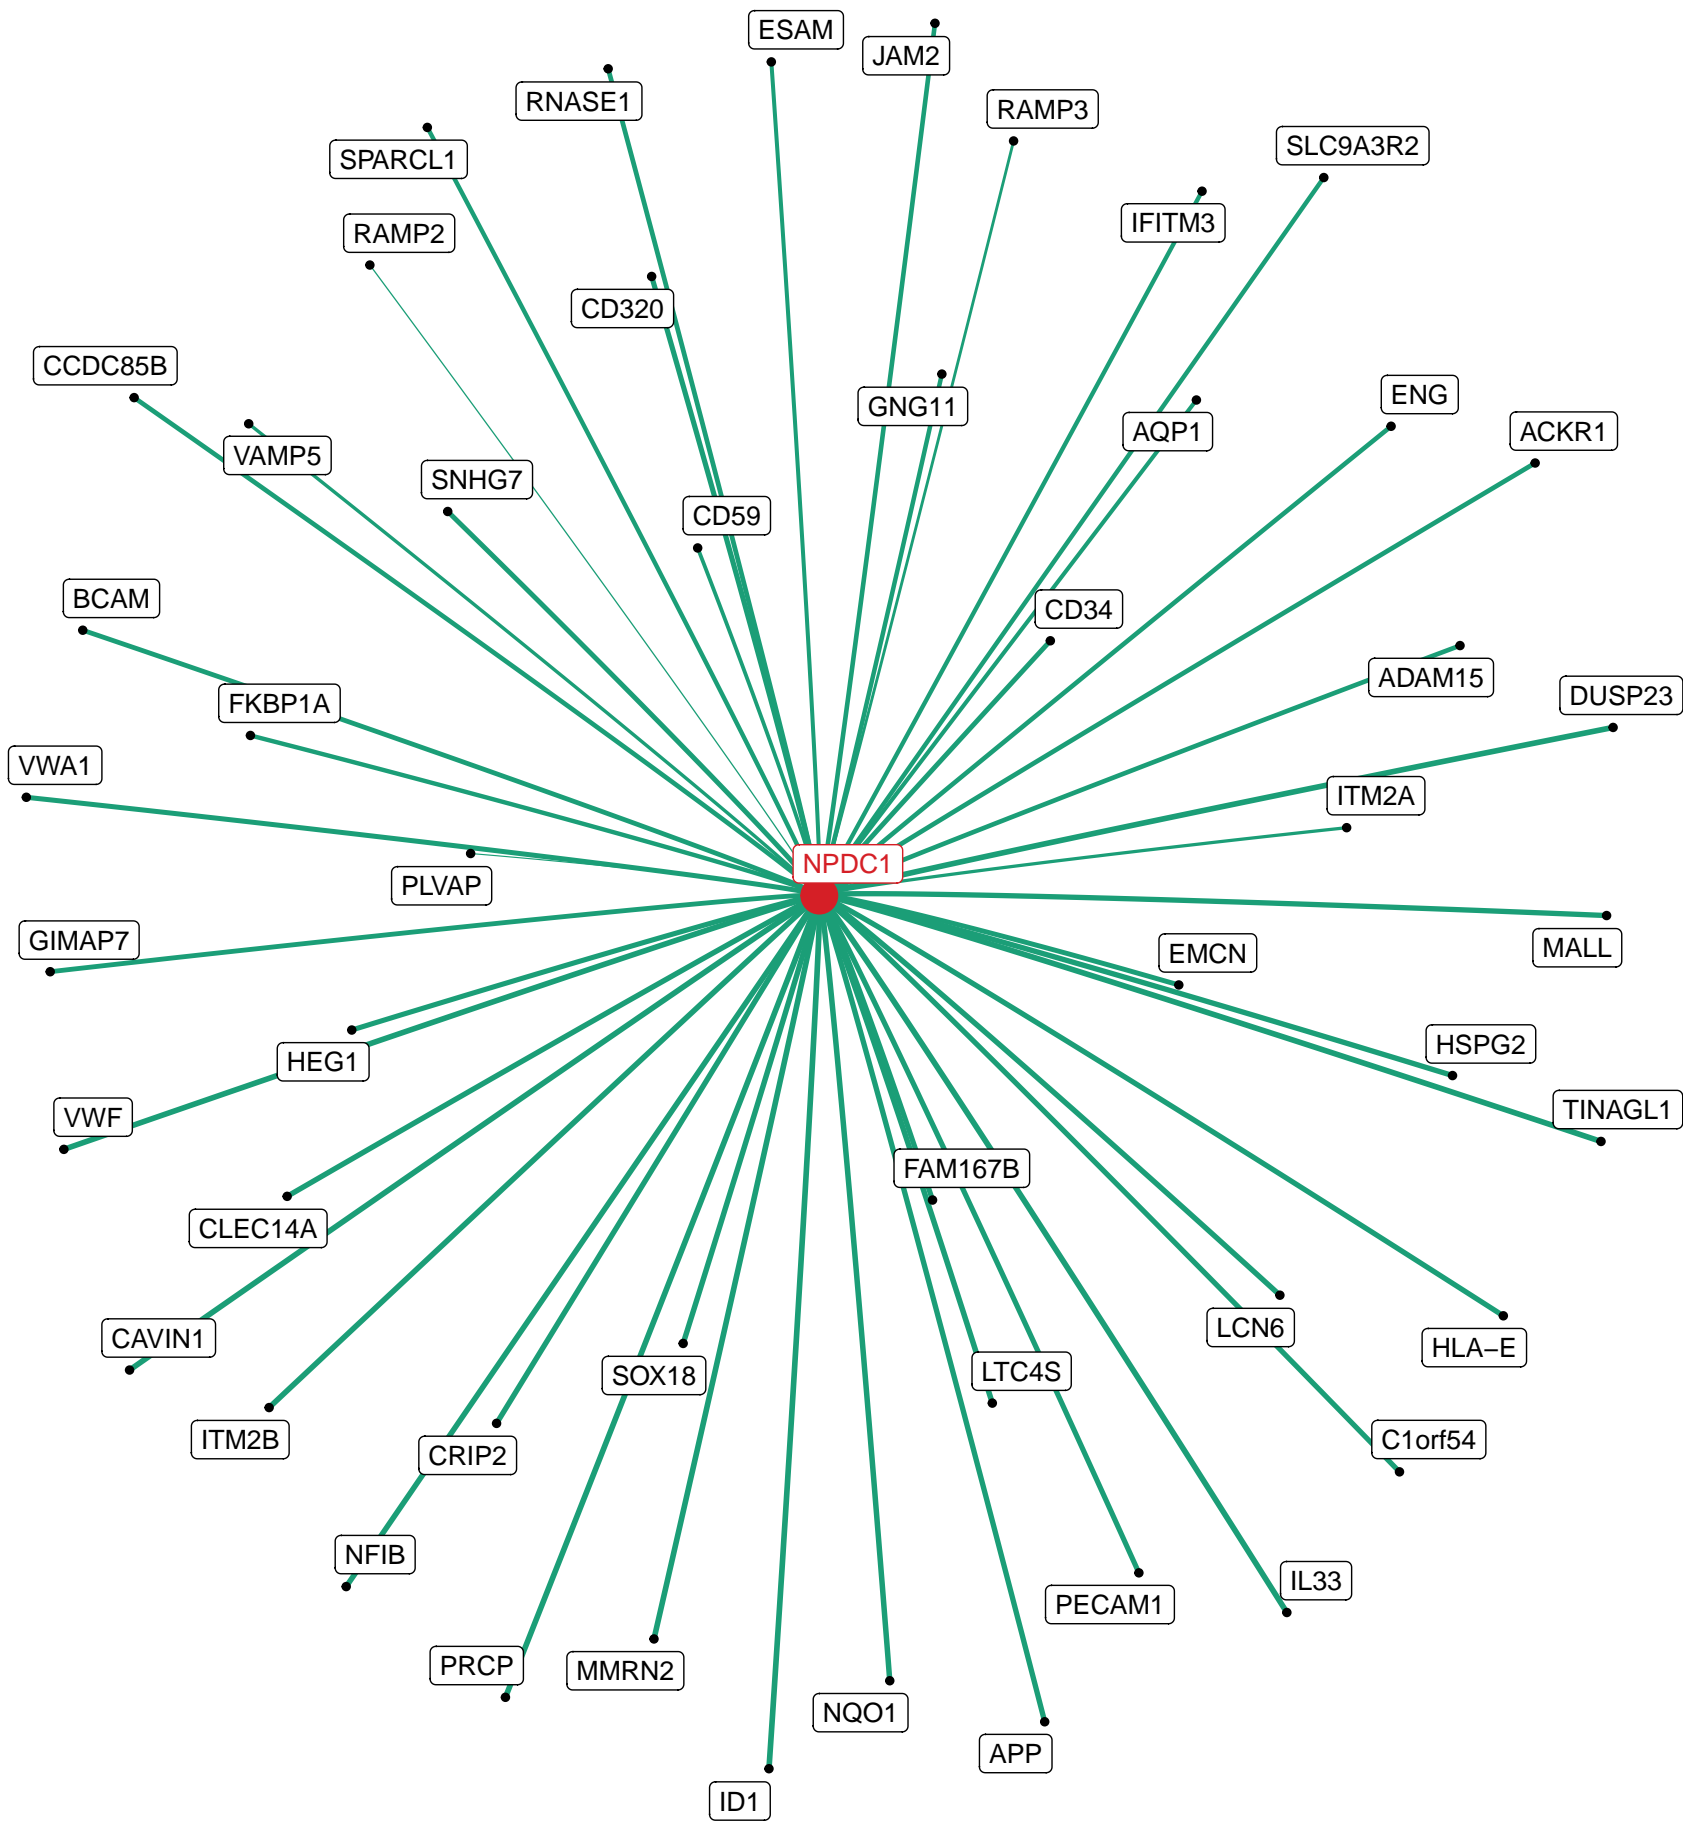 ESAM
JAM2
RNASE1
RAMP3
SLC9A3R2
SPARCL1
IFITM3
RAMP2
CD320
CCDC85B
ENG
GNG11
AQP1
ACKR1
VAMP5
SNHG7
CD59
BCAM
CD34
ADAM15
DUSP23
FKBP1A
VWA1
ITM2A
NPDC1
PLVAP
GIMAP7
MALL
EMCN
HSPG2
HEG1
TINAGL1
VWF
FAM167B
CLEC14A
LCN6
CAVIN1
HLA−E
LTC4S
SOX18
ITM2B
C1orf54
CRIP2
NFIB
IL33
PECAM1
PRCP
MMRN2
NQO1
APP
ID1